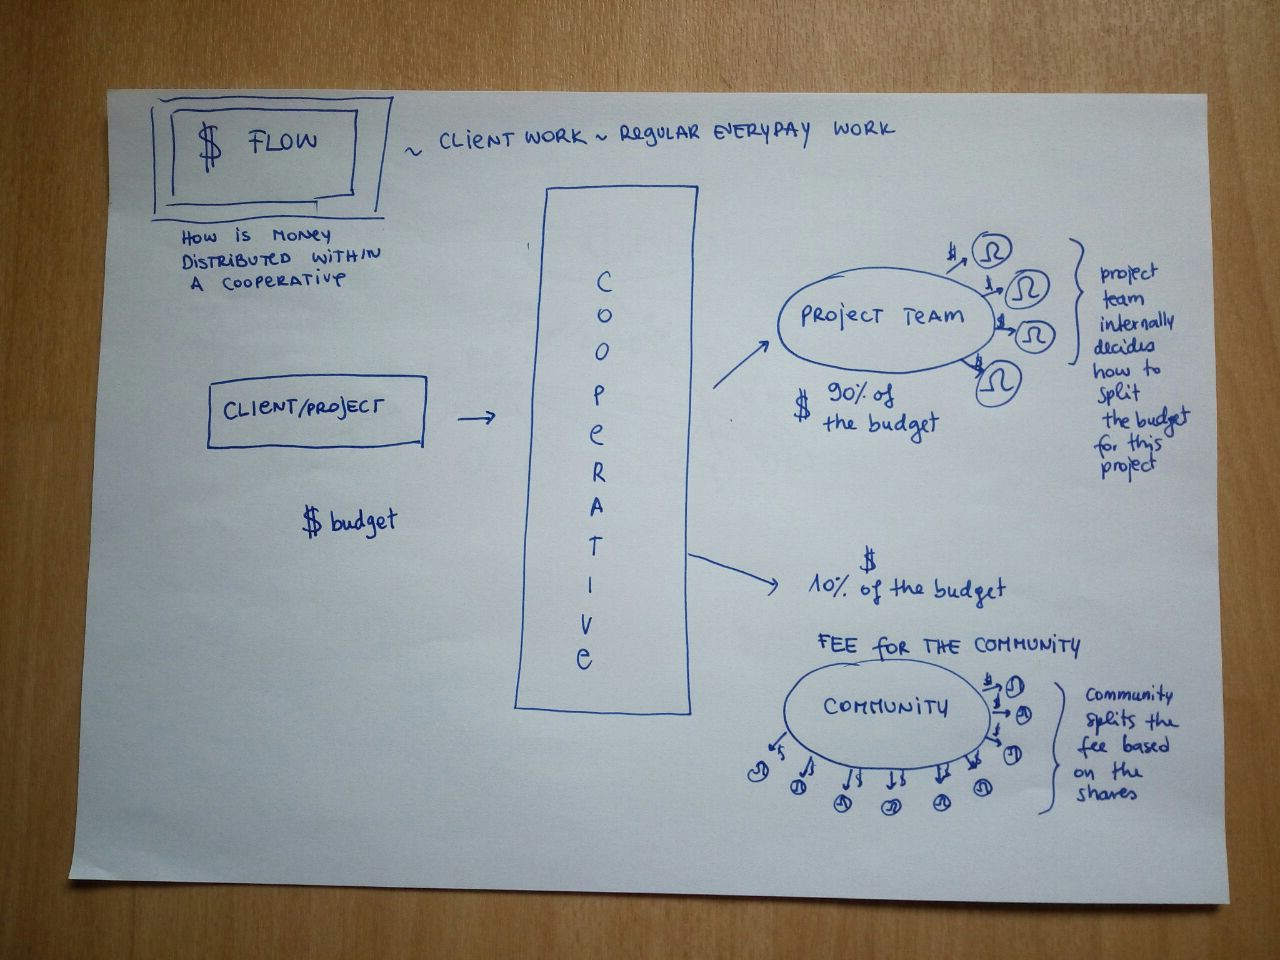 $ FLOW
~ CLIENT WORK ~ REGULAR EVERYPAY WORK
HOW IS MONEY
DISTRIBUTED WITHIN
A COOPERATIVE
CLIENT/PROJECT
$ budget
COOPERATIVE
PROJECT TEAM
$ Ω
$ Ω
$ Ω
$ Ω
$ 90% of
the budget
project
team
internally
decides
how to
split
the budget
for this
project
$
10% of the budget
FEE FOR THE COMMUNITY
COMMUNITY
$ Ω
$ Ω
$ Ω
$ Ω
$ Ω
$ Ω
$ Ω
$ Ω
$ Ω
community
splits the
fee based
on the
shares